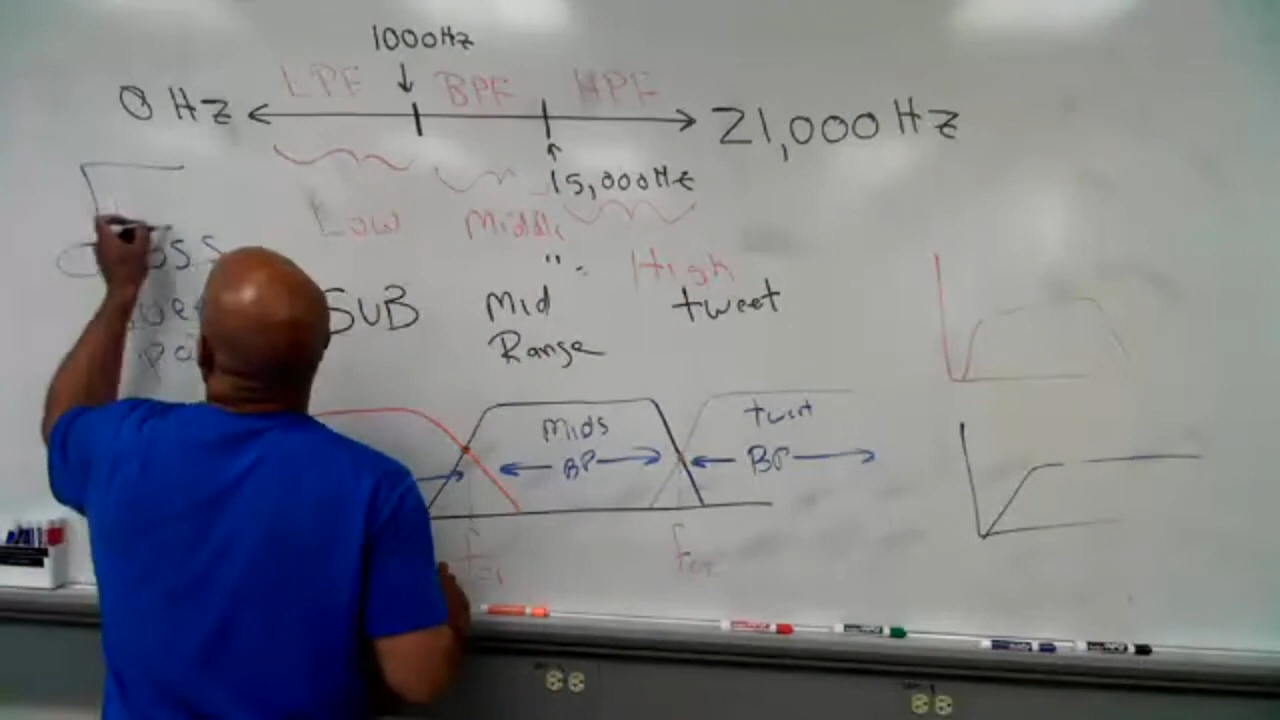 1000Hz
LPF BPF HPF
0 Hz 21,000 Hz
15,000Hz
Low Middle
" High
SUB Mid tweet
Range
Mids tweet
BP BP